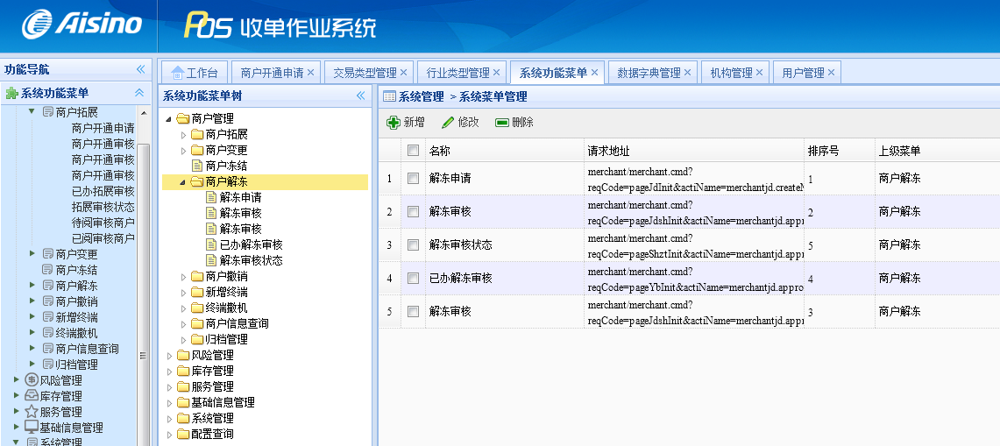 Aisino
POS 收单作业系统
功能导航
系统功能菜单
商户拓展
商户开通申请
商户开通审核
商户开通审核
商户开通审核
已办拓展审核
拓展审核状态
待阅审核商户
已阅审核商户
商户变更
商户冻结
商户解冻
商户撤销
新增终端
终端撤机
商户信息查询
归档管理
风险管理
库存管理
服务管理
基础信息管理
系统管理
工作台 商户开通申请 交易类型管理 行业类型管理 系统功能菜单 数据字典管理 机构管理 用户管理
系统功能菜单树
商户管理
商户拓展
商户变更
商户冻结
商户解冻
解冻申请
解冻审核
解冻审核
已办解冻审核
解冻审核状态
商户撤销
新增终端
终端撤机
商户信息查询
归档管理
风险管理
库存管理
服务管理
基础信息管理
系统管理
配置查询
系统管理 > 系统菜单管理
新增 修改 删除
名称 请求地址 排序号 上级菜单
1 解冻申请 merchant/merchant.cmd? 1 商户解冻
reqCode=pageJdInit&actiName=merchantjd.create
2 解冻审核 merchant/merchant.cmd? 2 商户解冻
reqCode=pageJdshInit&actiName=merchantjd.appr
3 解冻审核状态 merchant/merchant.cmd? 5 商户解冻
reqCode=pageShztInit&actiName=merchantjd.appr
4 已办解冻审核 merchant/merchant.cmd? 4 商户解冻
reqCode=pageYbInit&actiName=merchantjd.appro
5 解冻审核 merchant/merchant.cmd? 3 商户解冻
reqCode=pageJdshInit&actiName=merchantjd.appr